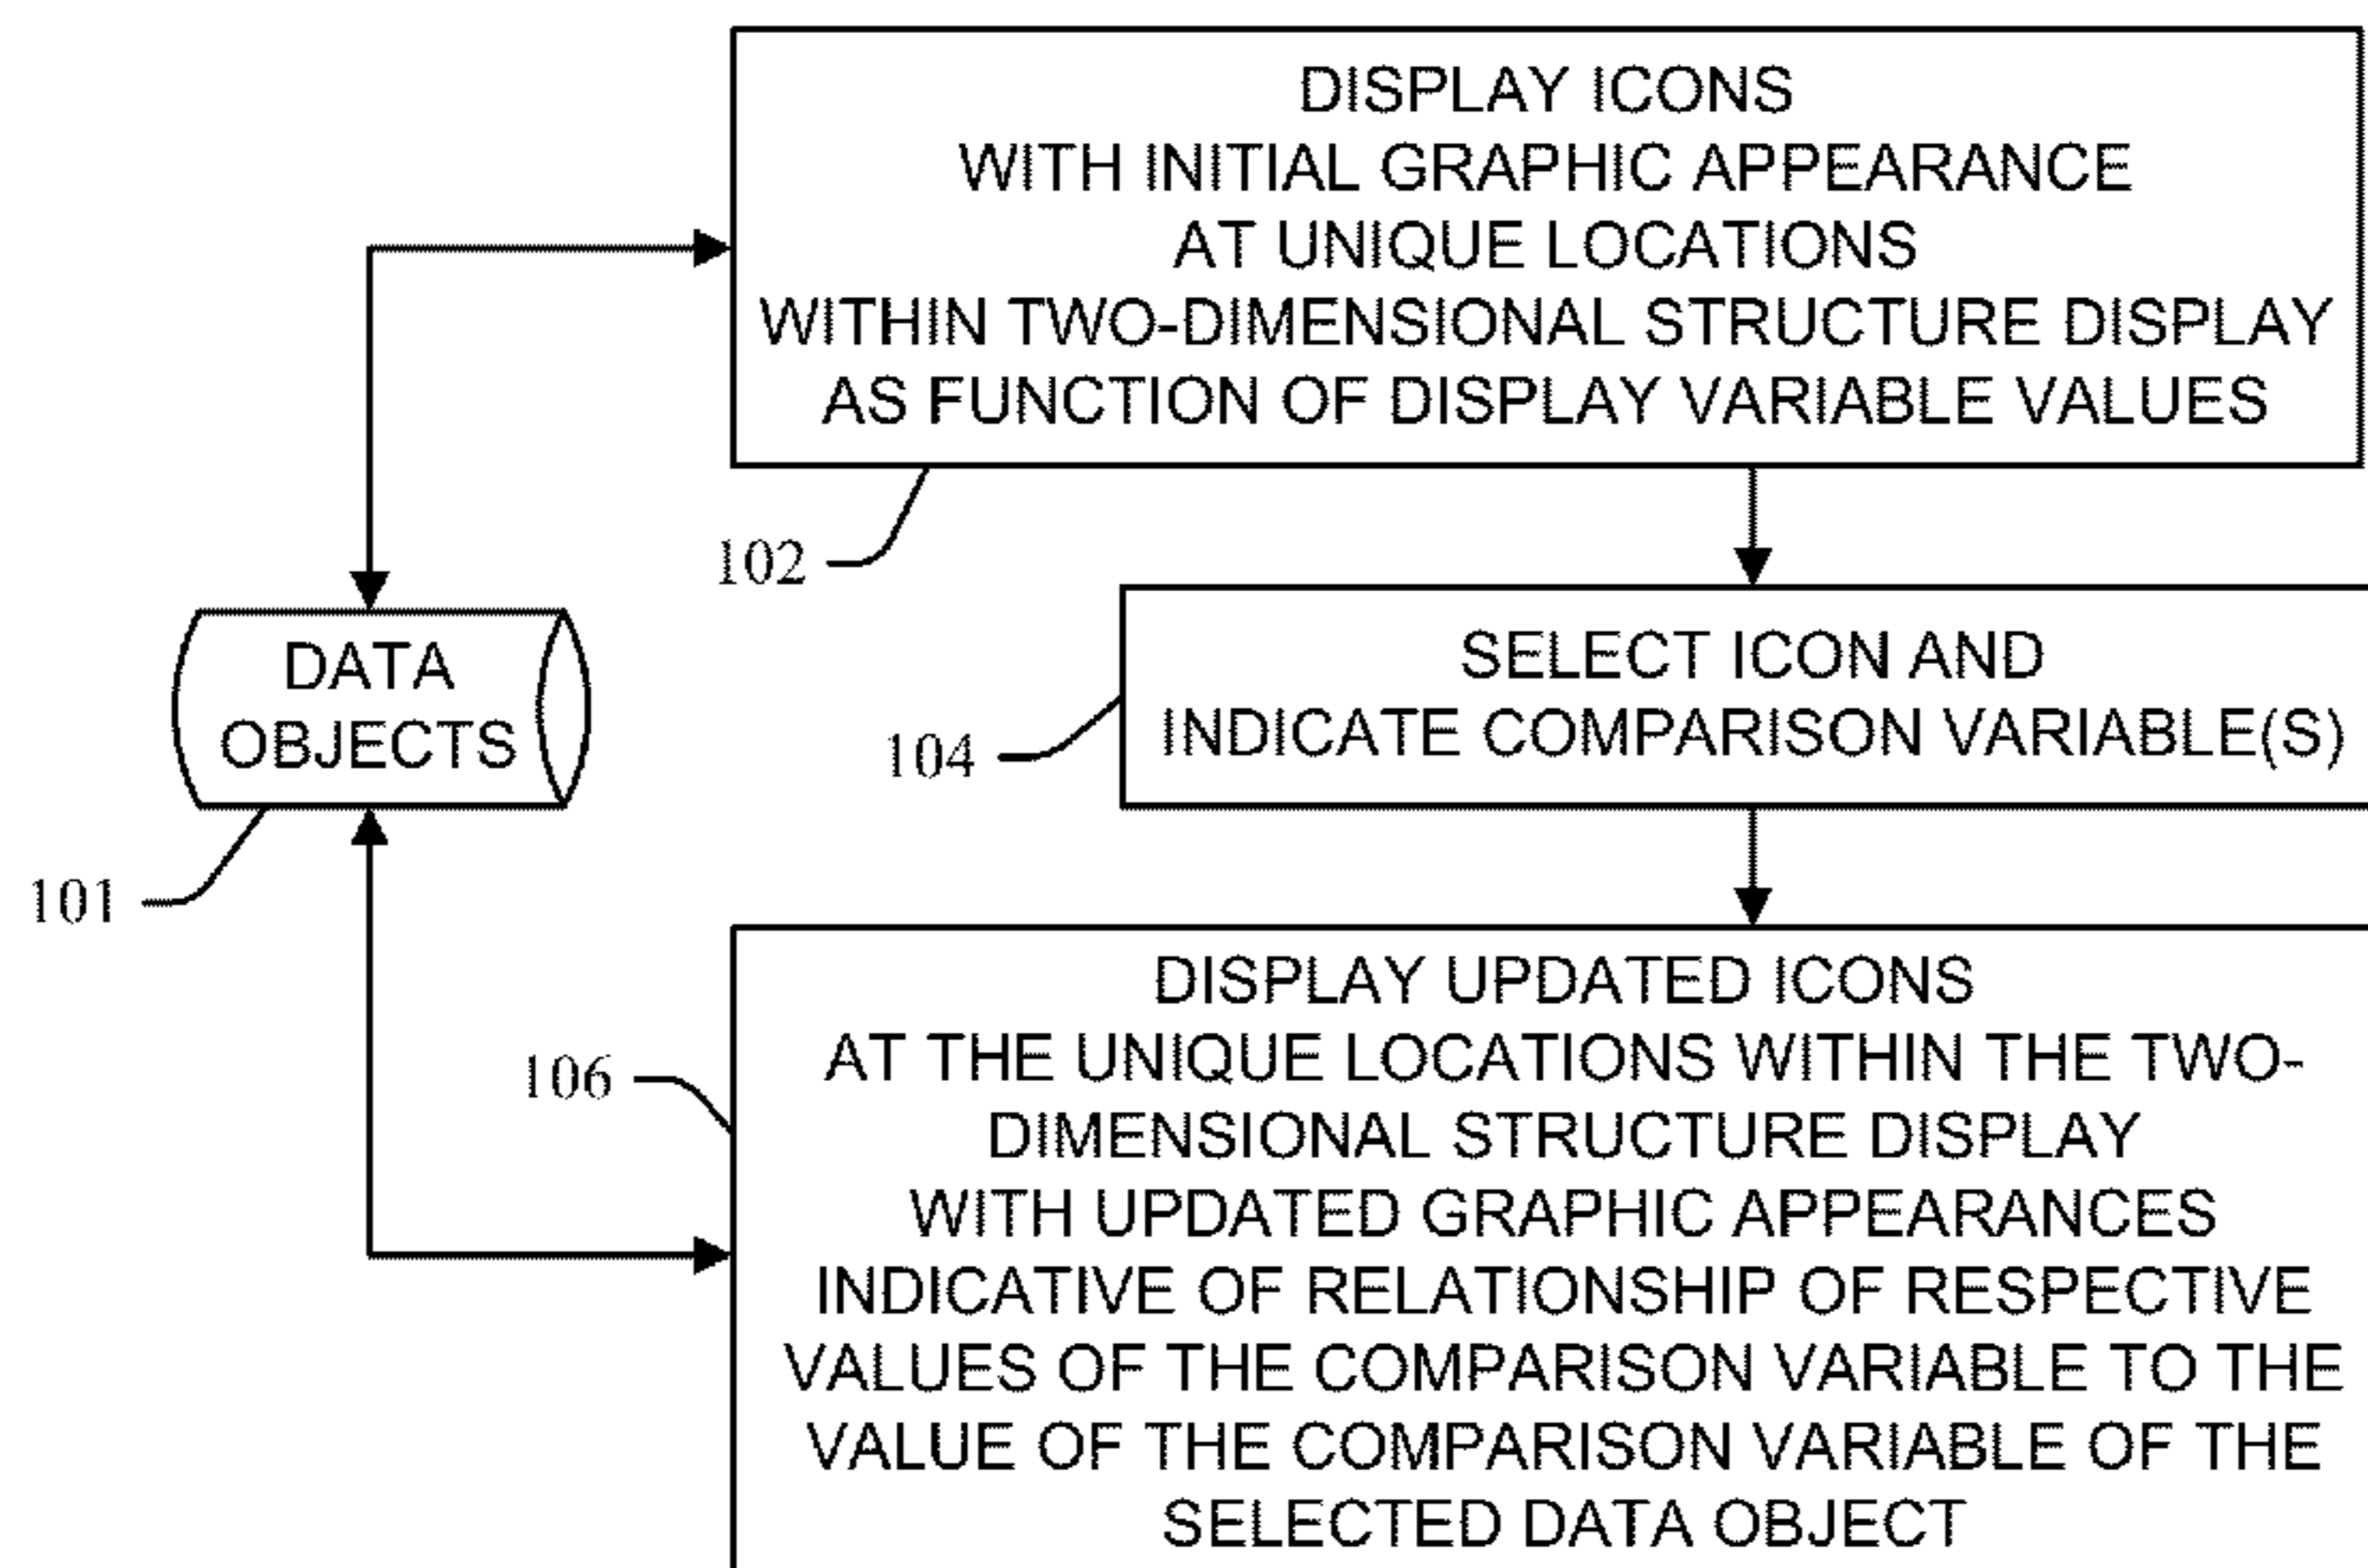 DISPLAY ICONS
WITH INITIAL GRAPHIC APPEARANCE
AT UNIQUE LOCATIONS
WITHIN TWO-DIMENSIONAL STRUCTURE DISPLAY
AS FUNCTION OF DISPLAY VARIABLE VALUES
102
DATA
OBJECTS
101
SELECT ICON AND
INDICATE COMPARISON VARIABLE(S)
104
DISPLAY UPDATED ICONS
AT THE UNIQUE LOCATIONS WITHIN THE TWO-
DIMENSIONAL STRUCTURE DISPLAY
WITH UPDATED GRAPHIC APPEARANCES
INDICATIVE OF RELATIONSHIP OF RESPECTIVE
VALUES OF THE COMPARISON VARIABLE TO THE
VALUE OF THE COMPARISON VARIABLE OF THE
SELECTED DATA OBJECT
106